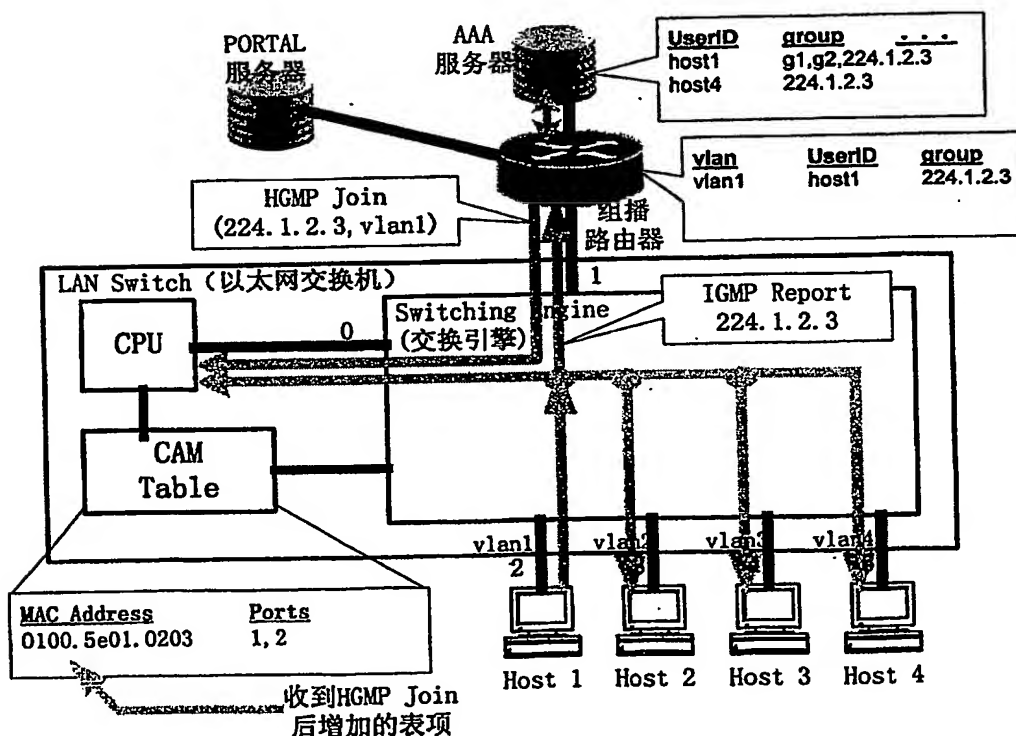 PORTAL
服务器
AAA
服务器
UserID group . . .
host1 g1,g2,224.1.2.3
host4 224.1.2.3
vlan UserID group
vlan1 host1 224.1.2.3
HGMP Join
(224.1.2.3, vlan1)
组播
路由器
LAN Switch (以太网交换机)
1
CPU
0
Switching Engine
(交换引擎)
IGMP Report
224.1.2.3
CAM
Table
vlan1
2
vlan2
vlan3
vlan4
MAC Address Ports
0100.5e01.0203 1,2
Host 1 Host 2 Host 3 Host 4
收到HGMP Join
后增加的表项